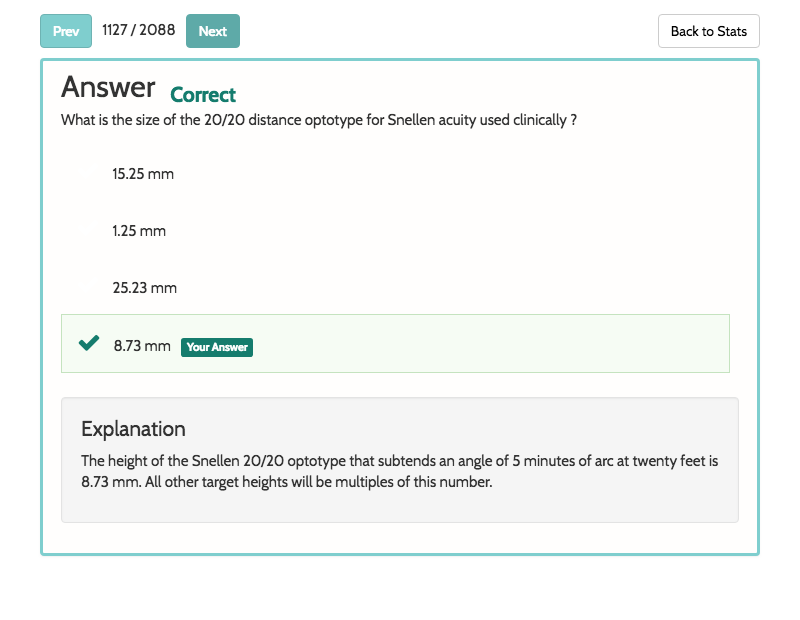 Prev 1127 / 2088 Next Back to Stats
Answer Correct
What is the size of the 20/20 distance optotype for Snellen acuity used clinically ?
15.25 mm
1.25 mm
25.23 mm
8.73 mm Your Answer
Explanation
The height of the Snellen 20/20 optotype that subtends an angle of 5 minutes of arc at twenty feet is
8.73 mm. All other target heights will be multiples of this number.